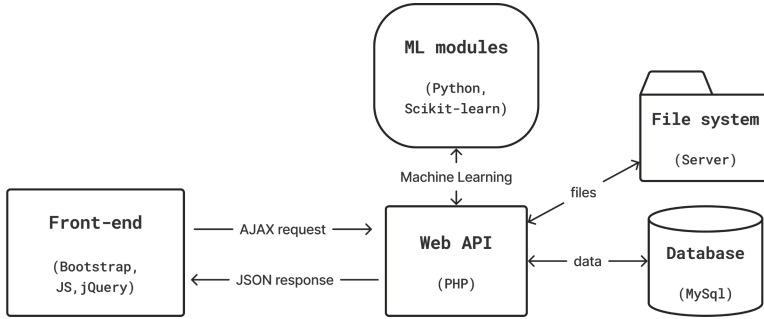 ML modules
(Python,
Scikit-learn)
File system
(Server)
Machine Learning
files
Front-end
(Bootstrap,
JS,jQuery)
AJAX request
JSON response
Web API
(PHP)
data
Database
(MySql)